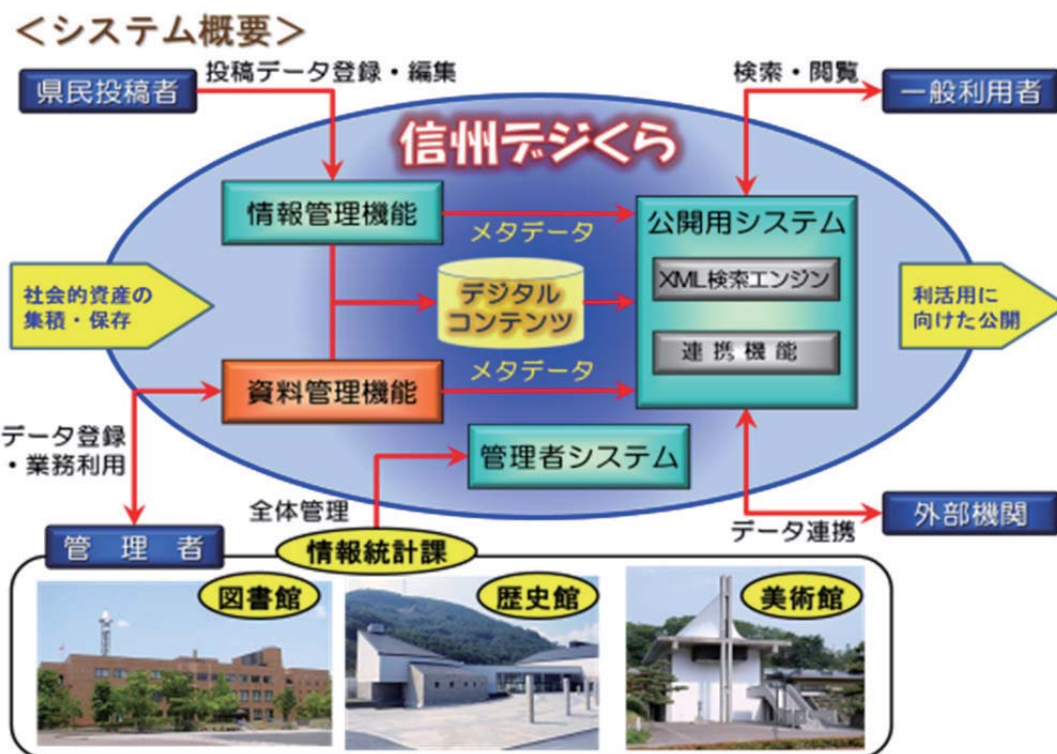 ＜システム概要＞
県民投稿者
投稿データ登録・編集
検索・閲覧
一般利用者
信州デジくら
情報管理機能
メタデータ
公開用システム
XML検索エンジン
連携機能
社会的資産の
集積・保存
デジタル
コンテンツ
利活用に
向けた公開
資料管理機能
メタデータ
データ登録
・業務利用
管理者システム
全体管理
データ連携
外部機関
管理者
情報統計課
図書館
歴史館
美術館